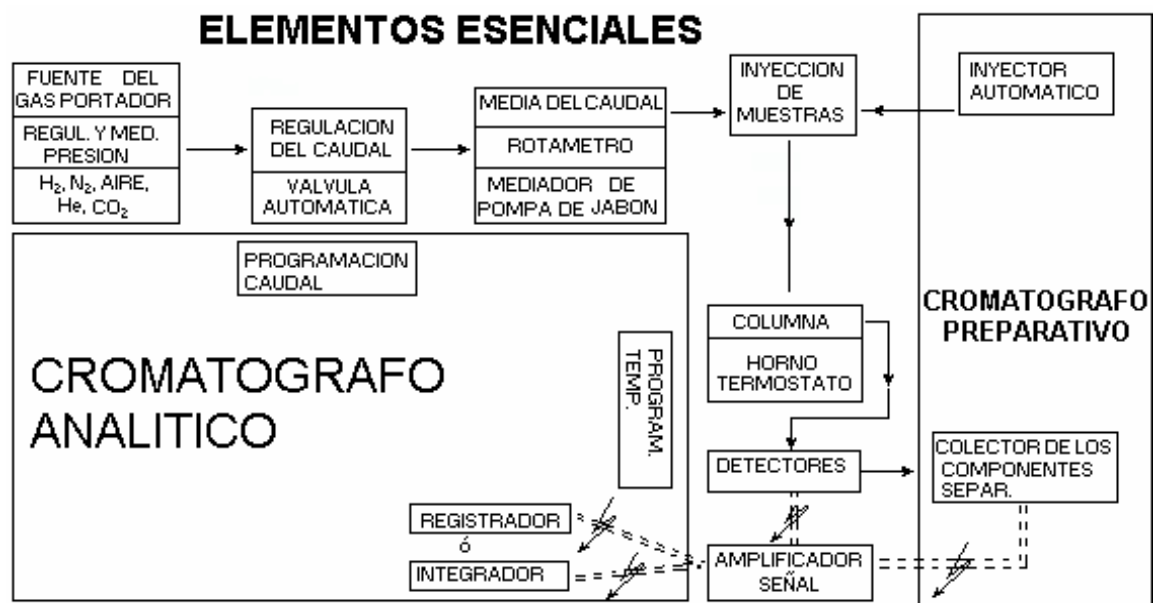 ELEMENTOS ESENCIALES
FUENTE DEL
GAS PORTADOR
REGUL. Y MED.
PRESION
H₂, N₂, AIRE,
He, CO₂
REGULACION
DEL CAUDAL
VALVULA
AUTOMATICA
MEDIA DEL CAUDAL
ROTAMETRO
MEDIADOR DE
POMPA DE JABON
INYECCION
DE
MUESTRAS
INYECTOR
AUTOMATICO
PROGRAMACION
CAUDAL
CROMATOGRAFO
ANALITICO
PROGRAM.
TEMP.
COLUMNA
HORNO
TERMOSTATO
CROMATOGRAFO
PREPARATIVO
DETECTORES
COLECTOR DE LOS
COMPONENTES
SEPAR.
REGISTRADOR
ó
INTEGRADOR
AMPLIFICADOR
SEÑAL